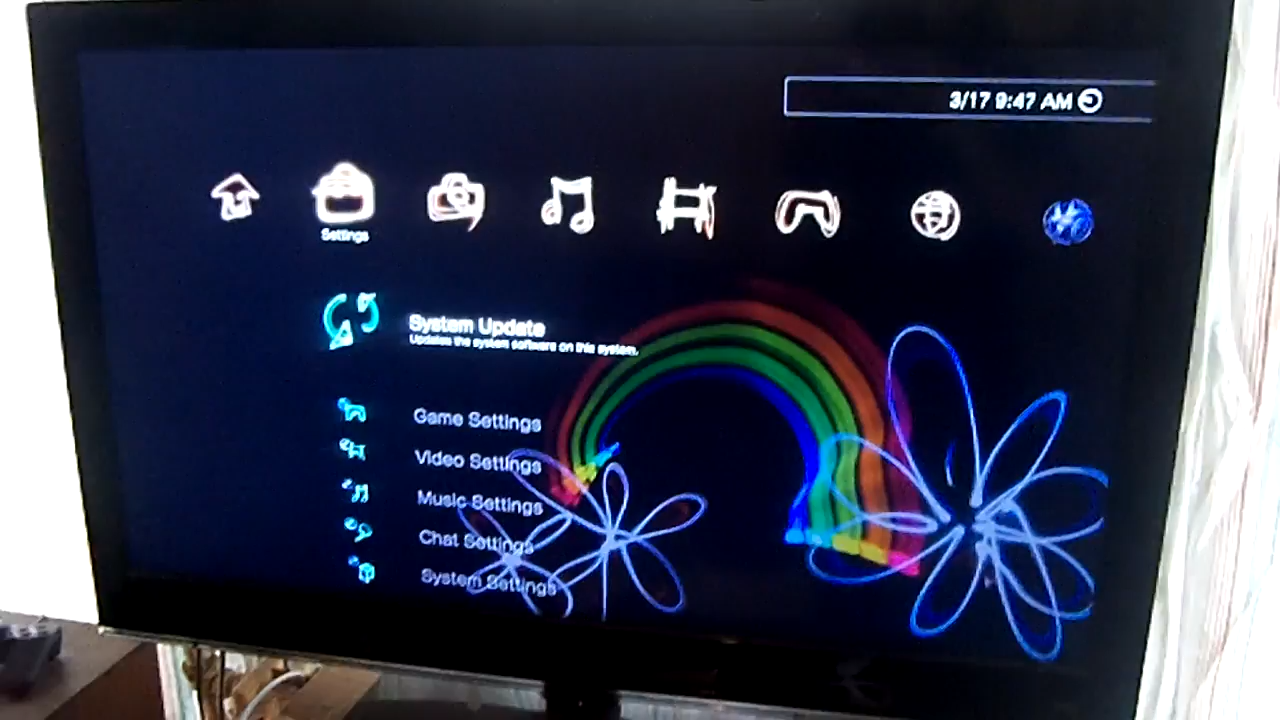 3/17 9:47 AM
Settings
System Update
Updates the system software on this system.
Game Settings
Video Settings
Music Settings
Chat Settings
System Settings